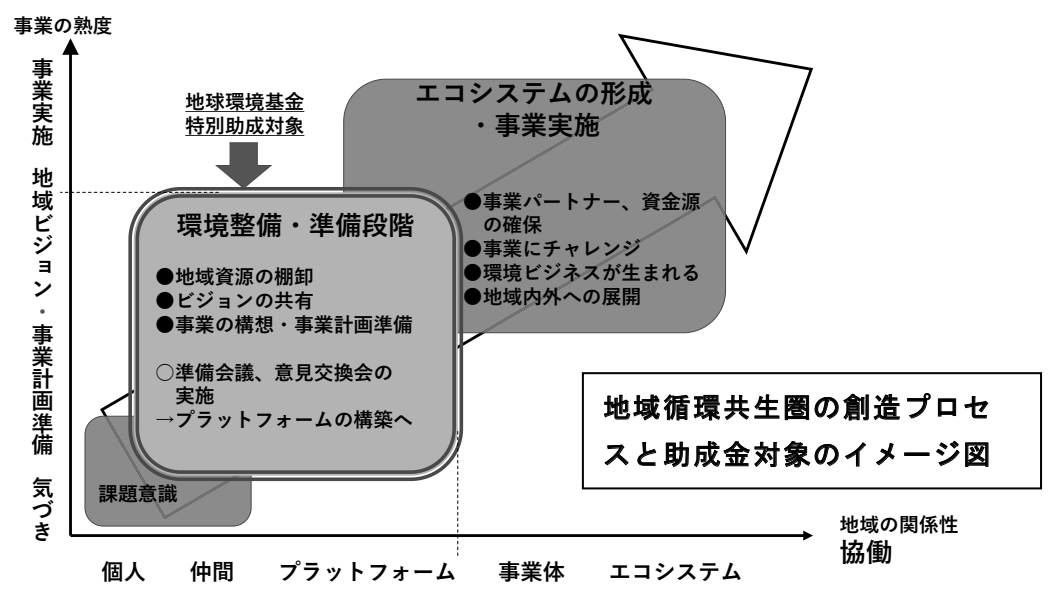 事業の熟度
事業実施 地域ビジョン・事業計画準備 気づき
地球環境基金
特別助成対象
エコシステムの形成
・事業実施
●事業パートナー、資金源
の確保
●事業にチャレンジ
●環境ビジネスが生まれる
●地域内外への展開
環境整備・準備段階
●地域資源の棚卸
●ビジョンの共有
●事業の構想・事業計画準備
○準備会議、意見交換会の
実施
→プラットフォームの構築へ
課題意識
地域循環共生圏の創造プロセ
スと助成金対象のイメージ図
地域の関係性
協働
個人 仲間 プラットフォーム 事業体 エコシステム